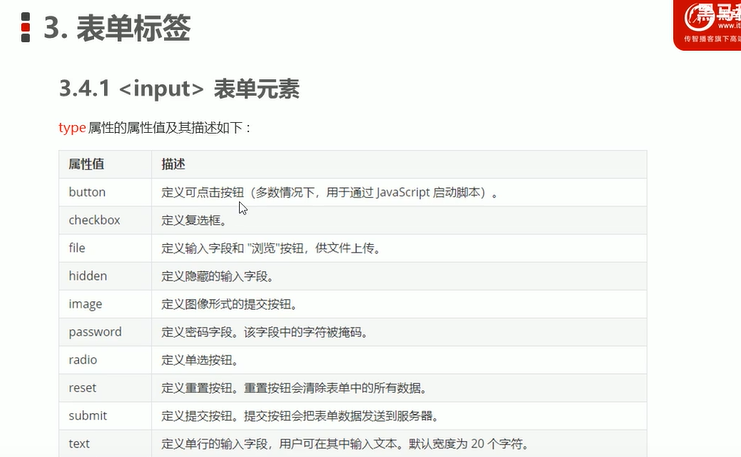 3. 表单标签
www.it
传智播客旗下高端
3.4.1 <input> 表单元素
type 属性的属性值及其描述如下：
属性值 描述
button 定义可点击按钮（多数情况下，用于通过 JavaScript 启动脚本）。
checkbox 定义复选框。
file 定义输入字段和 "浏览"按钮，供文件上传。
hidden 定义隐藏的输入字段。
image 定义图像形式的提交按钮。
password 定义密码字段。该字段中的字符被掩码。
radio 定义单选按钮。
reset 定义重置按钮。重置按钮会清除表单中的所有数据。
submit 定义提交按钮。提交按钮会把表单数据发送到服务器。
text 定义单行的输入字段，用户可在其中输入文本。默认宽度为 20 个字符。